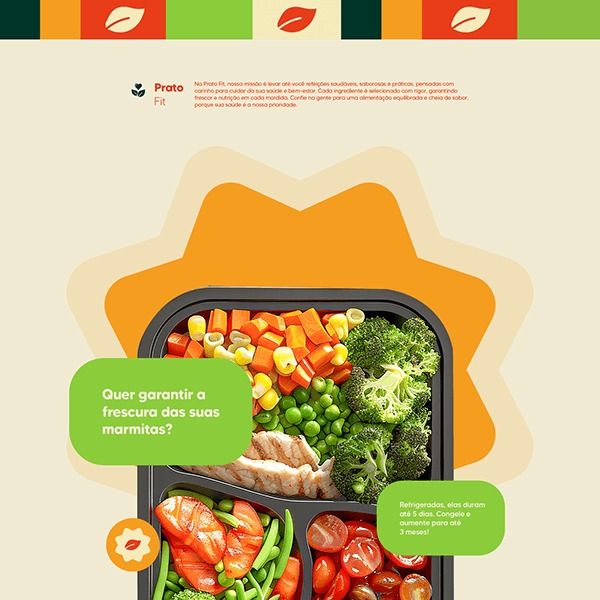 Prato
Fit
Na Prato Fit, nossa missão é levar até você refeições saudáveis, saborosas e práticas, pensadas com
carinho para cuidar da sua saúde e bem-estar. Cada ingrediente é selecionado com rigor, garantindo
frescor e nutrição em cada mordida. Confie na gente para uma alimentação equilibrada e cheia de sabor,
porque sua saúde é a nossa prioridade.
Quer garantir a
frescura das suas
marmitas?
Refrigeradas, elas duram
até 5 dias. Congele e
aumente para até
3 meses!